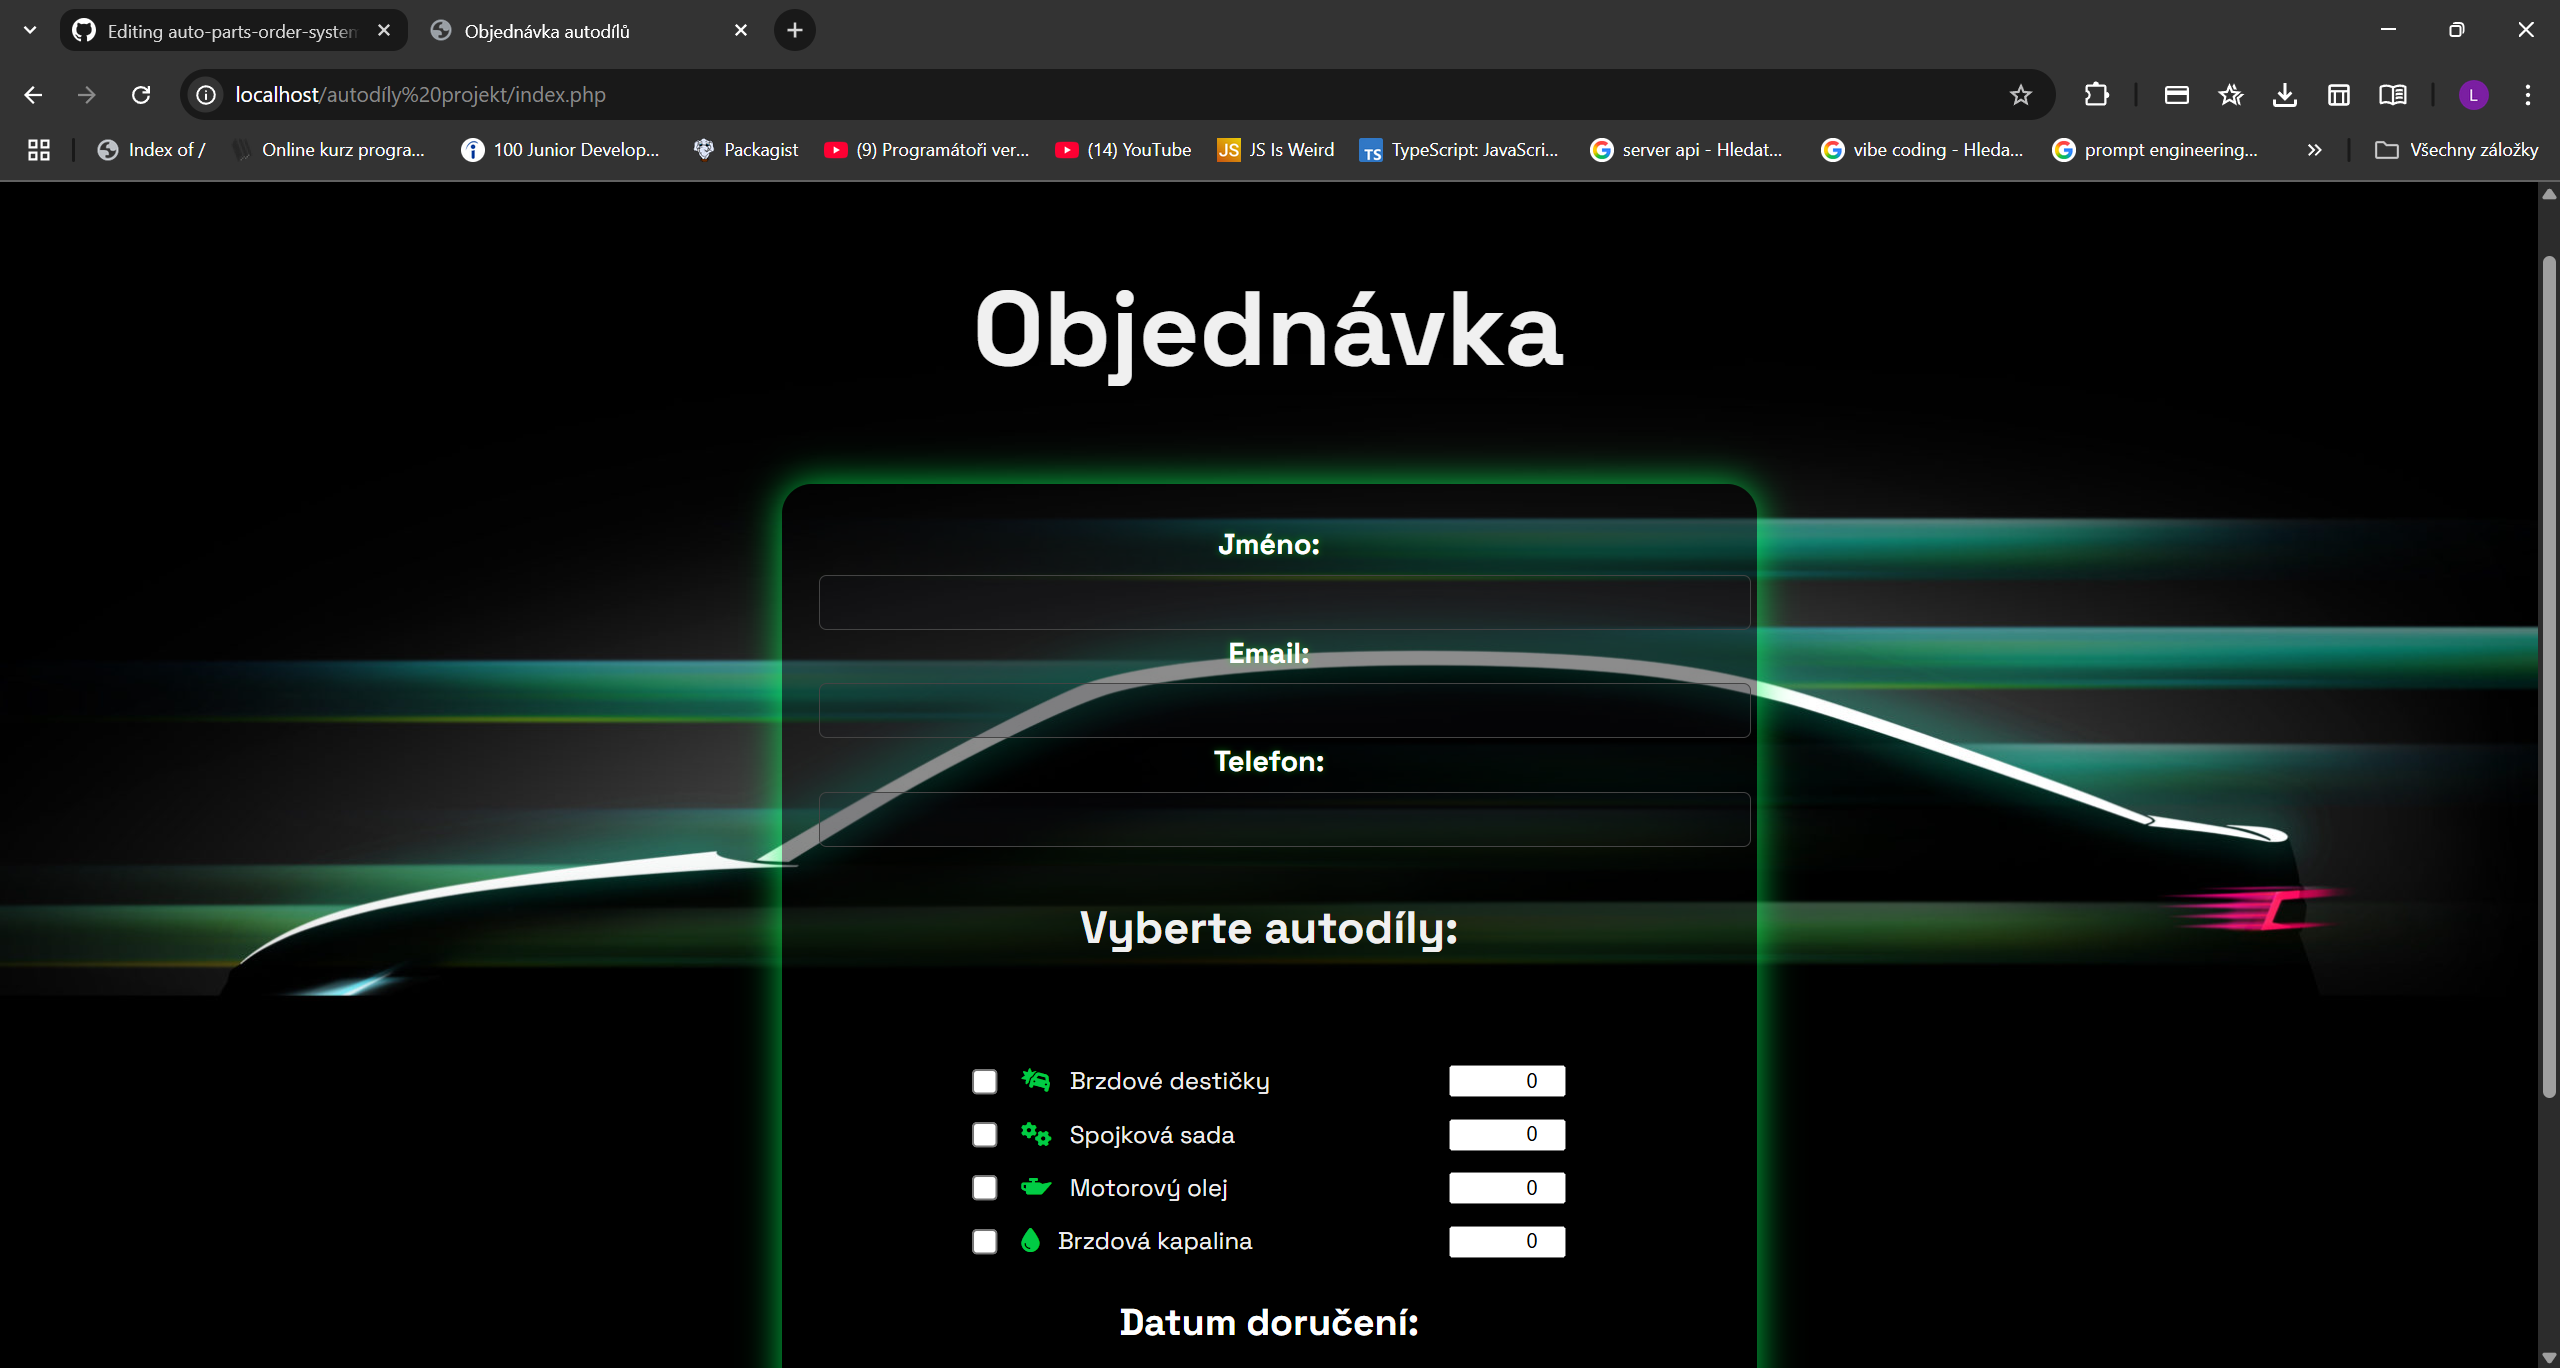 Editing auto-parts-order-system
Objednávka autodílů
localhost/autodíly%20projekt/index.php
L
Index of /
Online kurz progra...
100 Junior Develop...
Packagist
(9) Programátoři ver...
(14) YouTube
JS JS Is Weird
TS TypeScript: JavaScri...
server api - Hledat...
vibe coding - Hleda...
prompt engineering...
Všechny záložky
Objednávka
Jméno:
Email:
Telefon:
Vyberte autodíly:
Brzdové destičky 0
Spojková sada 0
Motorový olej 0
Brzdová kapalina 0
Datum doručení: